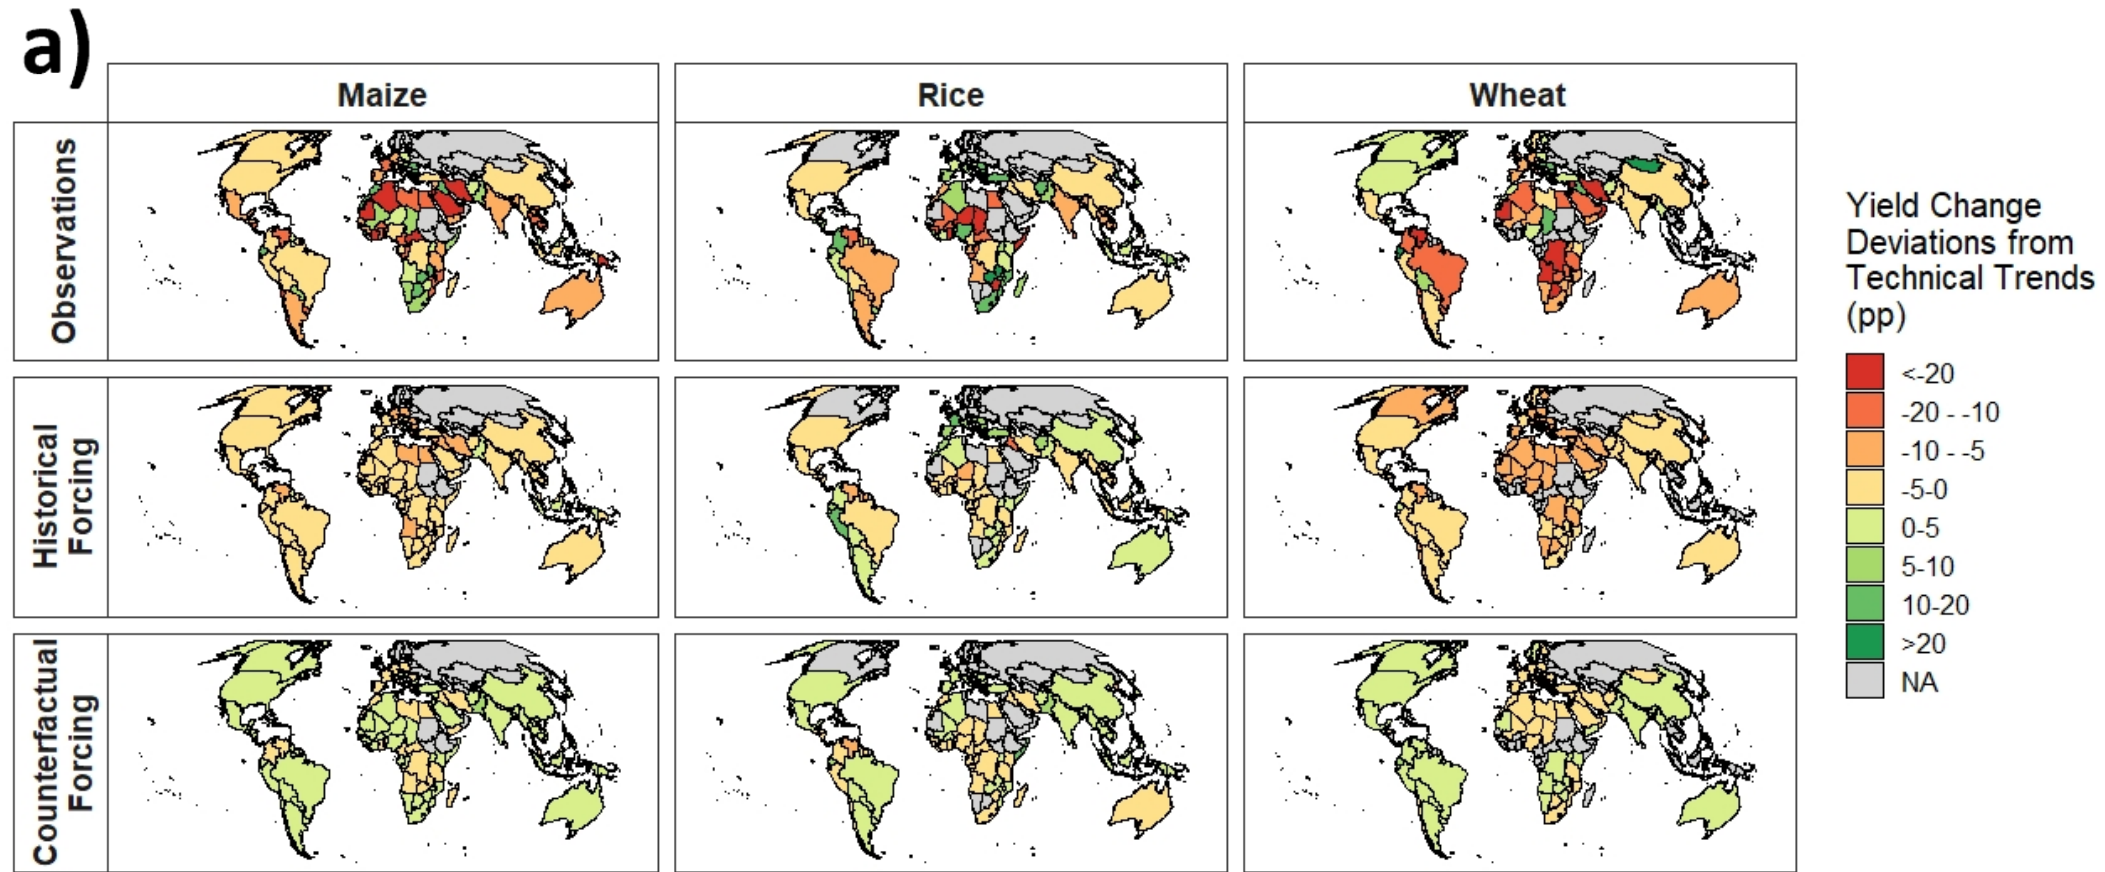 a)
Maize
Rice
Wheat
Observations
Historical
Forcing
Counterfactual
Forcing
Yield Change
Deviations from
Technical Trends
(pp)
<-20
-20 - -10
-10 - -5
-5-0
0-5
5-10
10-20
>20
NA